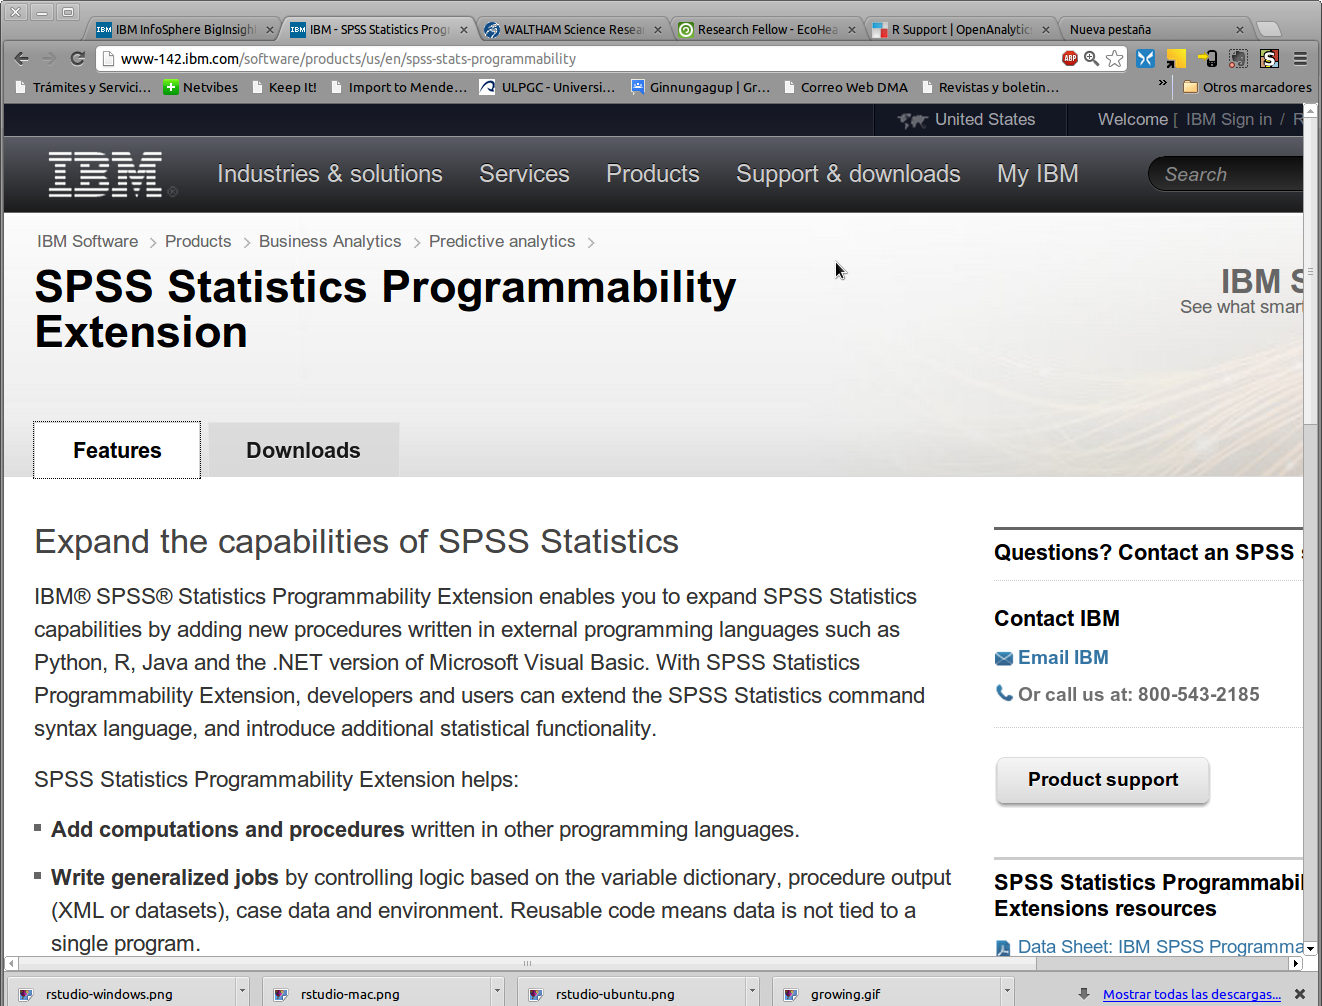 IBM InfoSphere BigInsigh
IBM - SPSS Statistics Prog
WALTHAM Science Resea
Research Fellow - EcoHea
R Support | OpenAnalytic
Nueva pestaña
www-142.ibm.com/software/products/us/en/spss-stats-programmability
ABP
Trámites y Servici...
Netvibes
Keep It!
Import to Mende...
ULPGC - Universi...
Ginnungagup | Gr...
Correo Web DMA
Revistas y boletin...
»
Otros marcadores
United States
Welcome [ IBM Sign in / R
IBM
Industries & solutions
Services
Products
Support & downloads
My IBM
Search
IBM Software
Products
Business Analytics
Predictive analytics
SPSS Statistics Programmability
Extension
IBM S
See what smar
Features
Downloads
Expand the capabilities of SPSS Statistics
IBM® SPSS® Statistics Programmability Extension enables you to expand SPSS Statistics
capabilities by adding new procedures written in external programming languages such as
Python, R, Java and the .NET version of Microsoft Visual Basic. With SPSS Statistics
Programmability Extension, developers and users can extend the SPSS Statistics command
syntax language, and introduce additional statistical functionality.
SPSS Statistics Programmability Extension helps:
Add computations and procedures written in other programming languages.
Write generalized jobs by controlling logic based on the variable dictionary, procedure output
(XML or datasets), case data and environment. Reusable code means data is not tied to a
single program.
Questions? Contact an SPSS s
Contact IBM
Email IBM
Or call us at: 800-543-2185
Product support
SPSS Statistics Programmabil
Extensions resources
Data Sheet: IBM SPSS Programma
rstudio-windows.png
rstudio-mac.png
rstudio-ubuntu.png
growing.gif
Mostrar todas las descargas...